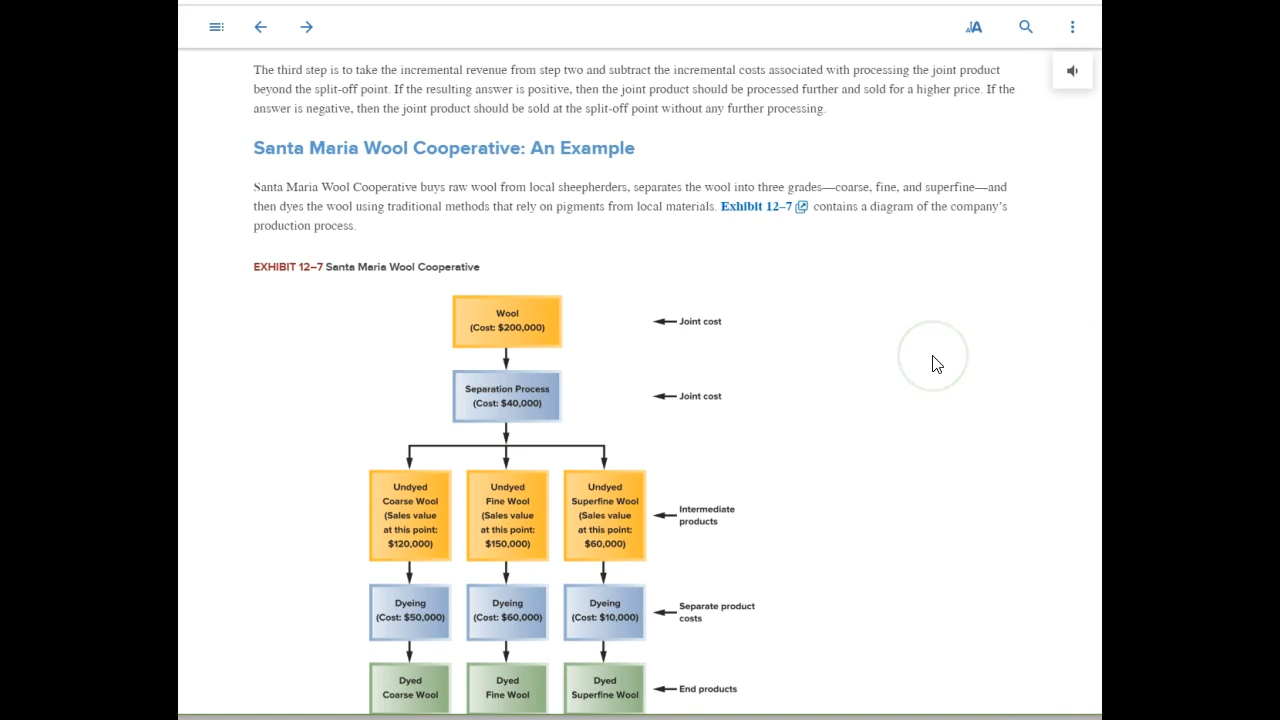 The third step is to take the incremental revenue from step two and subtract the incremental costs associated with processing the joint product
beyond the split-off point. If the resulting answer is positive, then the joint product should be processed further and sold for a higher price. If the
answer is negative, then the joint product should be sold at the split-off point without any further processing.
Santa Maria Wool Cooperative: An Example
Santa Maria Wool Cooperative buys raw wool from local sheepherders, separates the wool into three grades—coarse, fine, and superfine—and
then dyes the wool using traditional methods that rely on pigments from local materials. Exhibit 12–7 contains a diagram of the company's
production process.
EXHIBIT 12–7 Santa Maria Wool Cooperative
Wool
(Cost: $200,000)
Joint cost
Separation Process
(Cost: $40,000)
Joint cost
Undyed
Coarse Wool
(Sales value
at this point:
$120,000)
Undyed
Fine Wool
(Sales value
at this point:
$150,000)
Undyed
Superfine Wool
(Sales value
at this point:
$60,000)
Intermediate
products
Dyeing
(Cost: $50,000)
Dyeing
(Cost: $60,000)
Dyeing
(Cost: $10,000)
Separate product
costs
Dyed
Coarse Wool
Dyed
Fine Wool
Dyed
Superfine Wool
End products